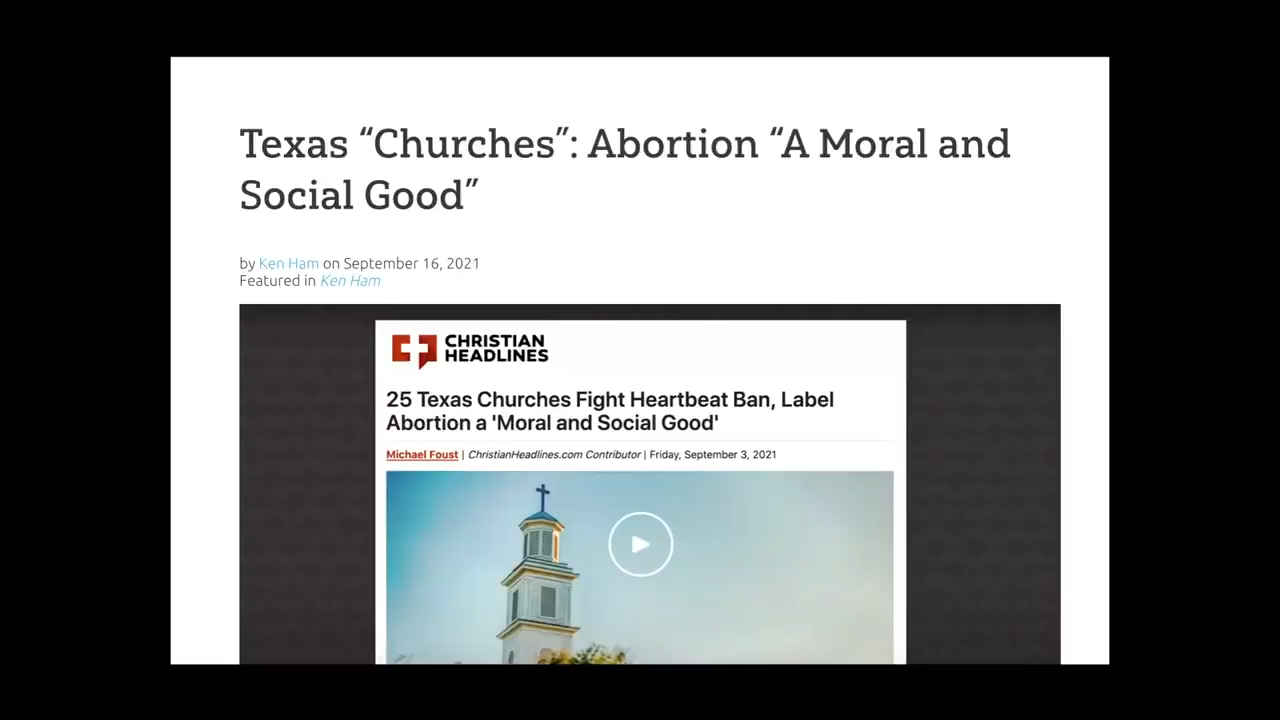 Texas “Churches”: Abortion “A Moral and
Social Good”
by Ken Ham on September 16, 2021
Featured in Ken Ham
CHRISTIAN
HEADLINES
25 Texas Churches Fight Heartbeat Ban, Label
Abortion a 'Moral and Social Good'
Michael Foust | ChristianHeadlines.com Contributor | Friday, September 3, 2021